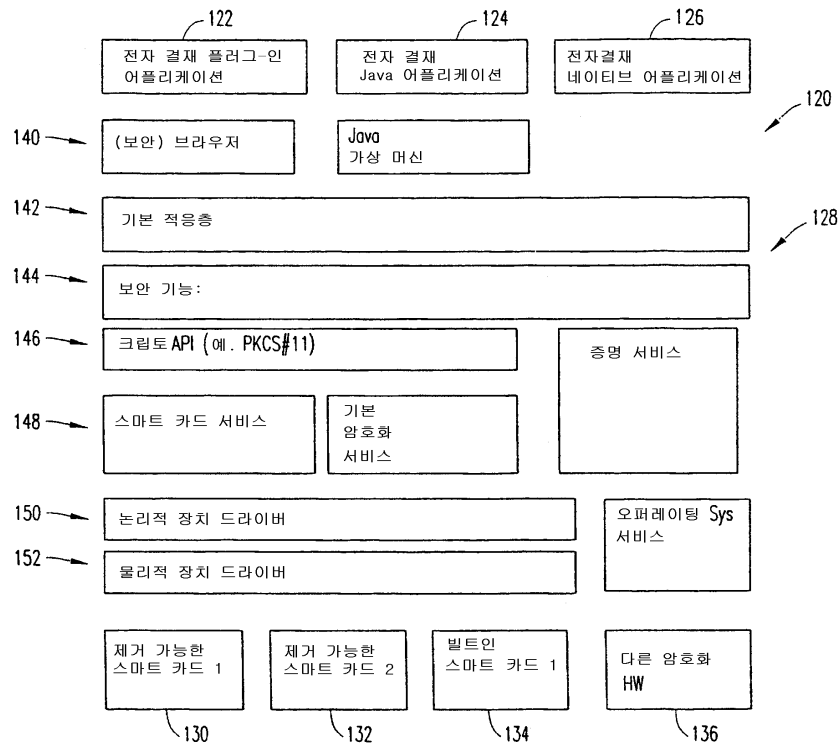 122
124
126
전자 결재 플러그-인
어플리케이션
전자 결재
Java 어플리케이션
전자결재
네이티브 어플리케이션
120
140
(보안) 브라우저
Java
가상 머신
142
기본 적응층
128
144
보안 기능:
146
크립토 API (예. PKCS#11)
증명 서비스
148
스마트 카드 서비스
기본
암호화
서비스
150
논리적 장치 드라이버
오퍼레이팅 Sys
서비스
152
물리적 장치 드라이버
제거 가능한
스마트 카드 1
제거 가능한
스마트 카드 2
빌트인
스마트 카드 1
다른 암호화
HW
130
132
134
136